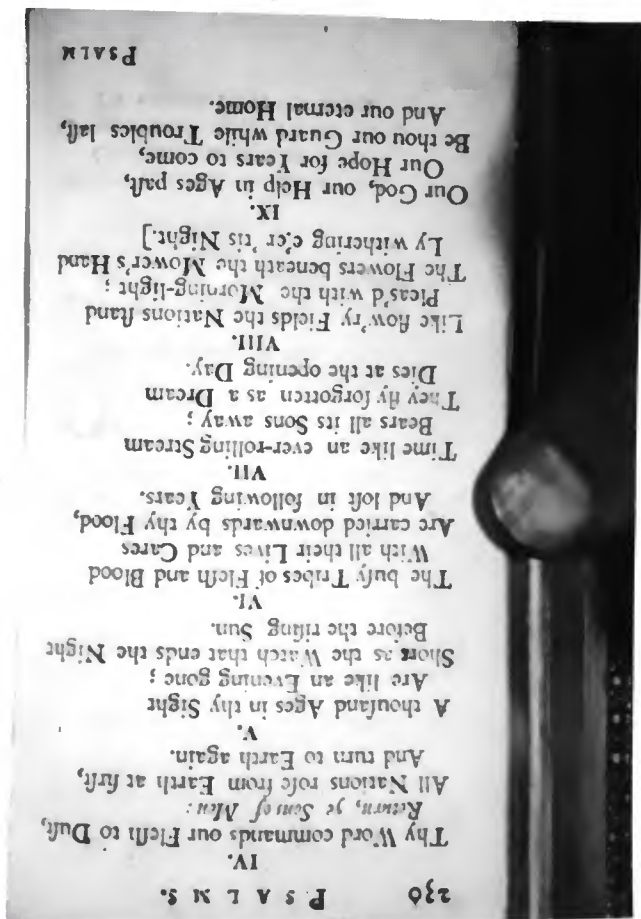 230 PSALMS.
IV.
Thy Word commands our Fleſh to Duſt,
Return, ye Sons of Men:
All Nations roſe from Earth at firſt,
And turn to Earth again.
V.
A thouſand Ages in thy Sight
Are like an Evening gone;
Short as the Watch that ends the Night
Before the riſing Sun.
VI.
The buſy Tribes of Fleſh and Blood
With all their Lives and Cares
Are carried downwards by thy Flood,
And loſt in following Years.
VII.
Time like an ever-rolling Stream
Bears all its Sons away;
They fly forgotten as a Dream
Dies at the opening Day.
VIII.
Like flow'ry Fields the Nations ſtand
Pleas'd with the Morning-light;
The Flowers beneath the Mower's Hand
Ly withering e'er 'tis Night.]
IX.
Our God, our Help in Ages paſt,
Our Hope for Years to come,
Be thou our Guard while Troubles laſt,
And our eternal Home.
PSALM